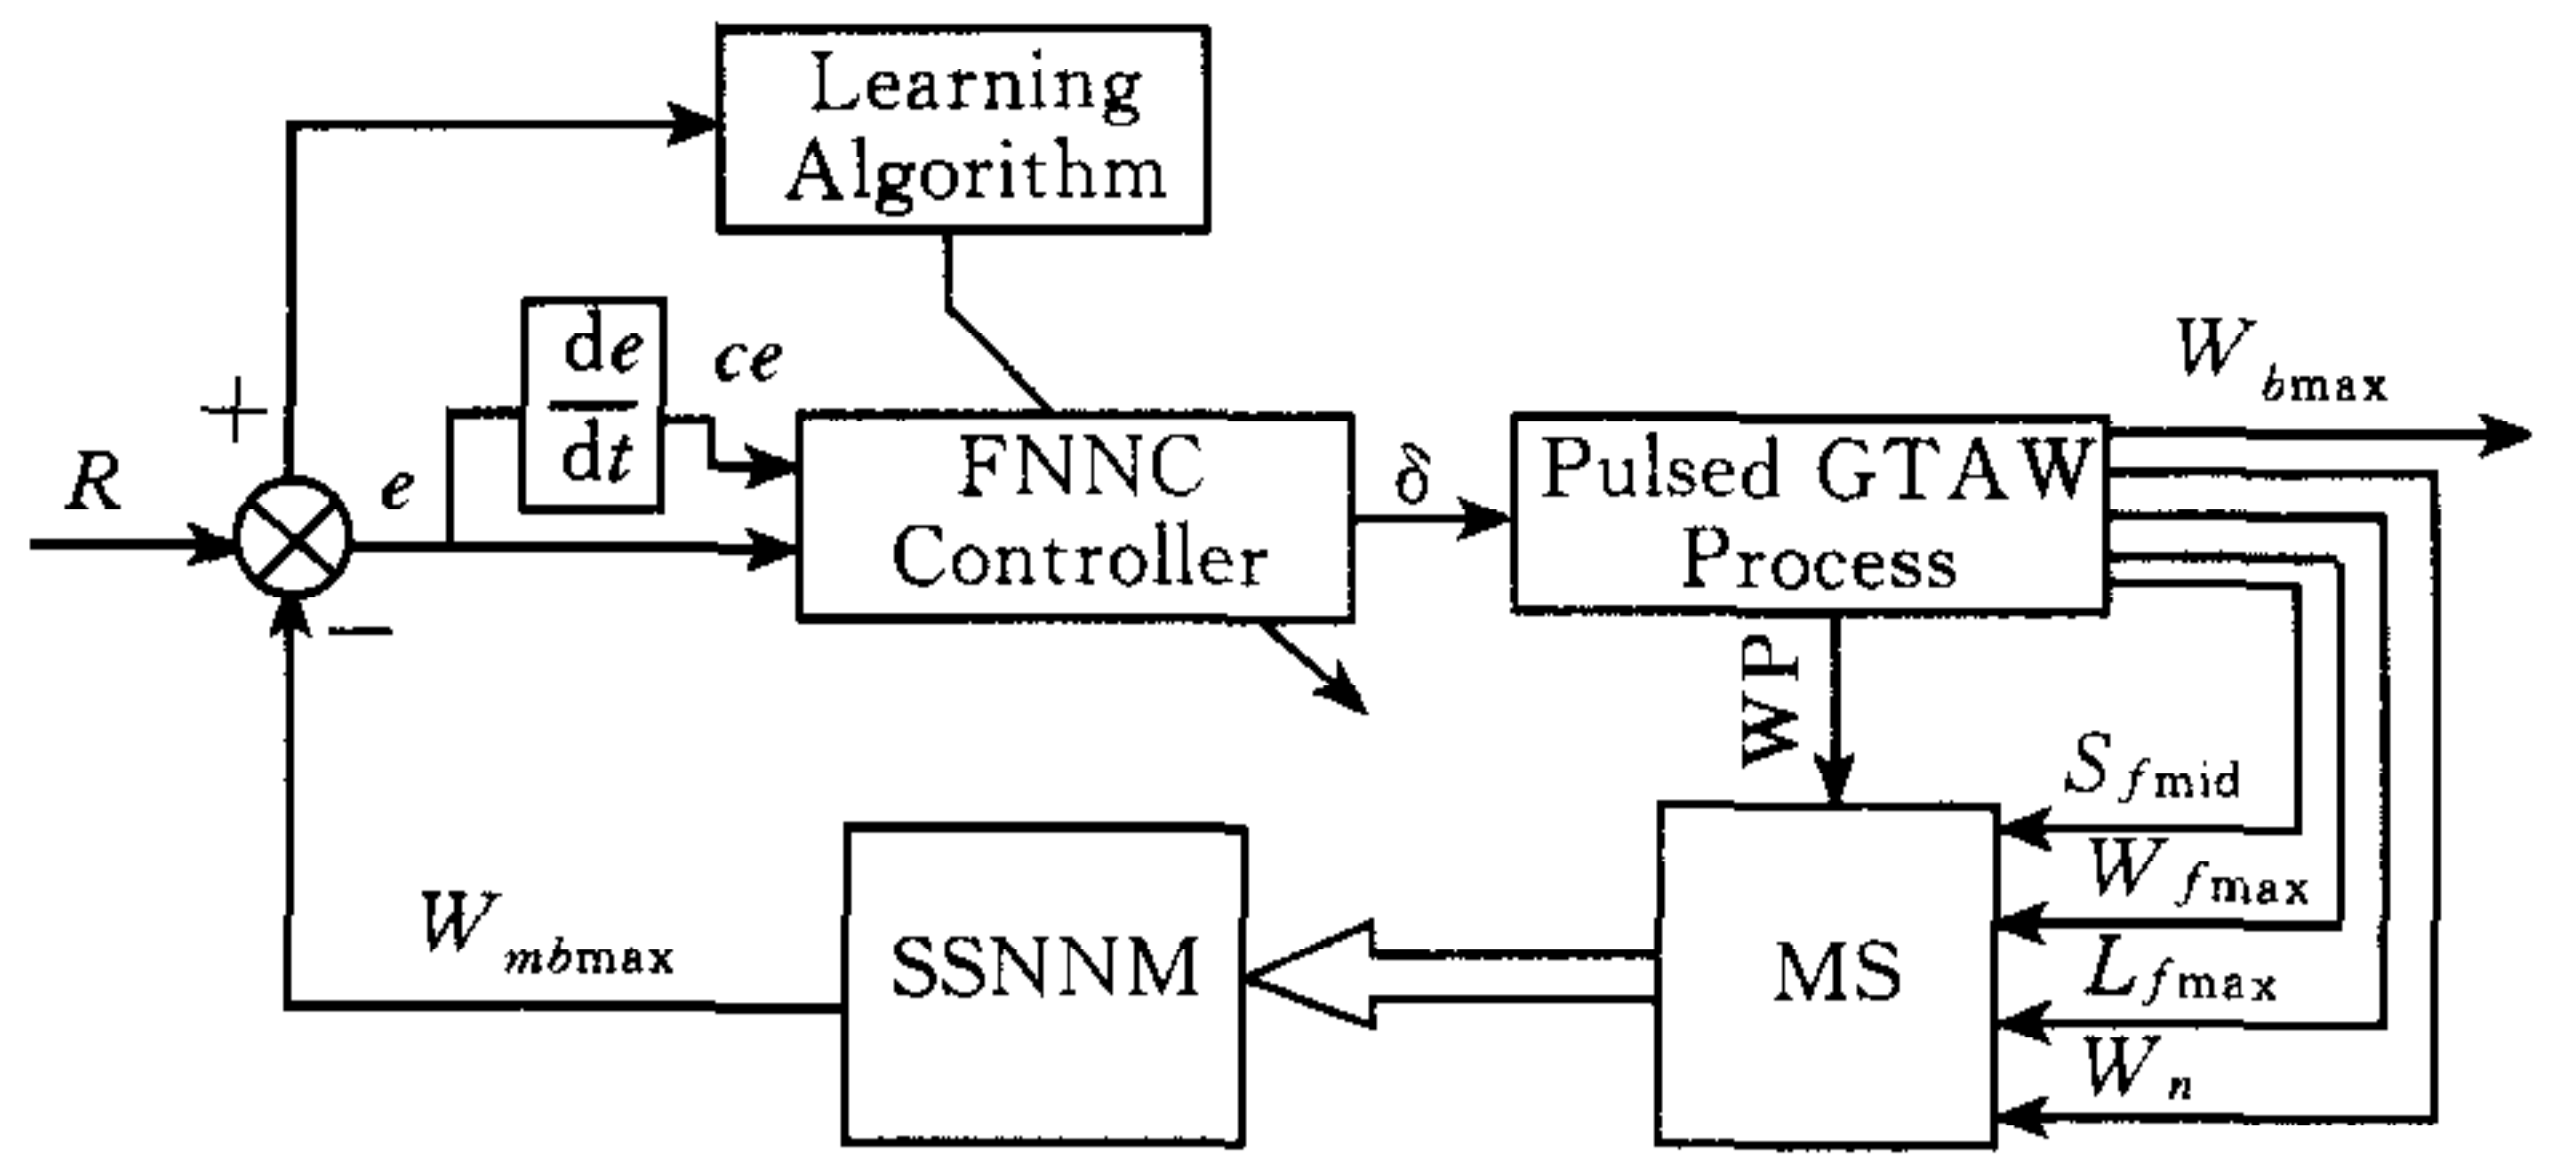 Learning
Algorithm
de
dt
ce
+
R
e
FNNC
Controller
δ
Pulsed GTAW
Process
W bmax
−
WP
S fmid
W fmax
L fmax
W n
W mbmax
SSNNM
MS